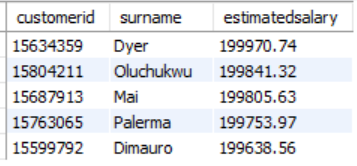 customerid surname estimatedsalary
15634359 Dyer 199970.74
15804211 Oluchukwu 199841.32
15687913 Mai 199805.63
15763065 Palerma 199753.97
15599792 Dimauro 199638.56